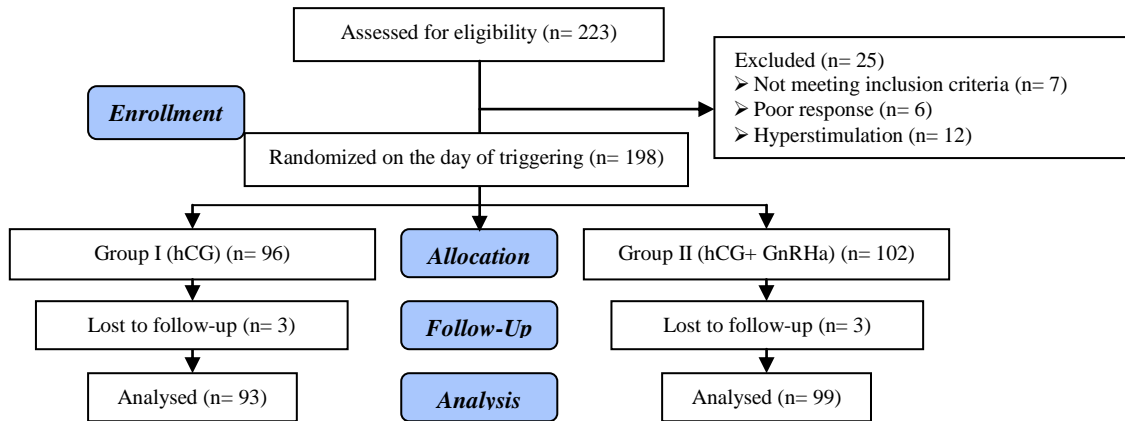 Assessed for eligibility (n= 223)
Excluded (n= 25)
➢ Not meeting inclusion criteria (n= 7)
➢ Poor response (n= 6)
➢ Hyperstimulation (n= 12)
Enrollment
Randomized on the day of triggering (n= 198)
Group I (hCG) (n= 96)
Allocation
Group II (hCG+ GnRHa) (n= 102)
Lost to follow-up (n= 3)
Follow-Up
Lost to follow-up (n= 3)
Analysed (n= 93)
Analysis
Analysed (n= 99)